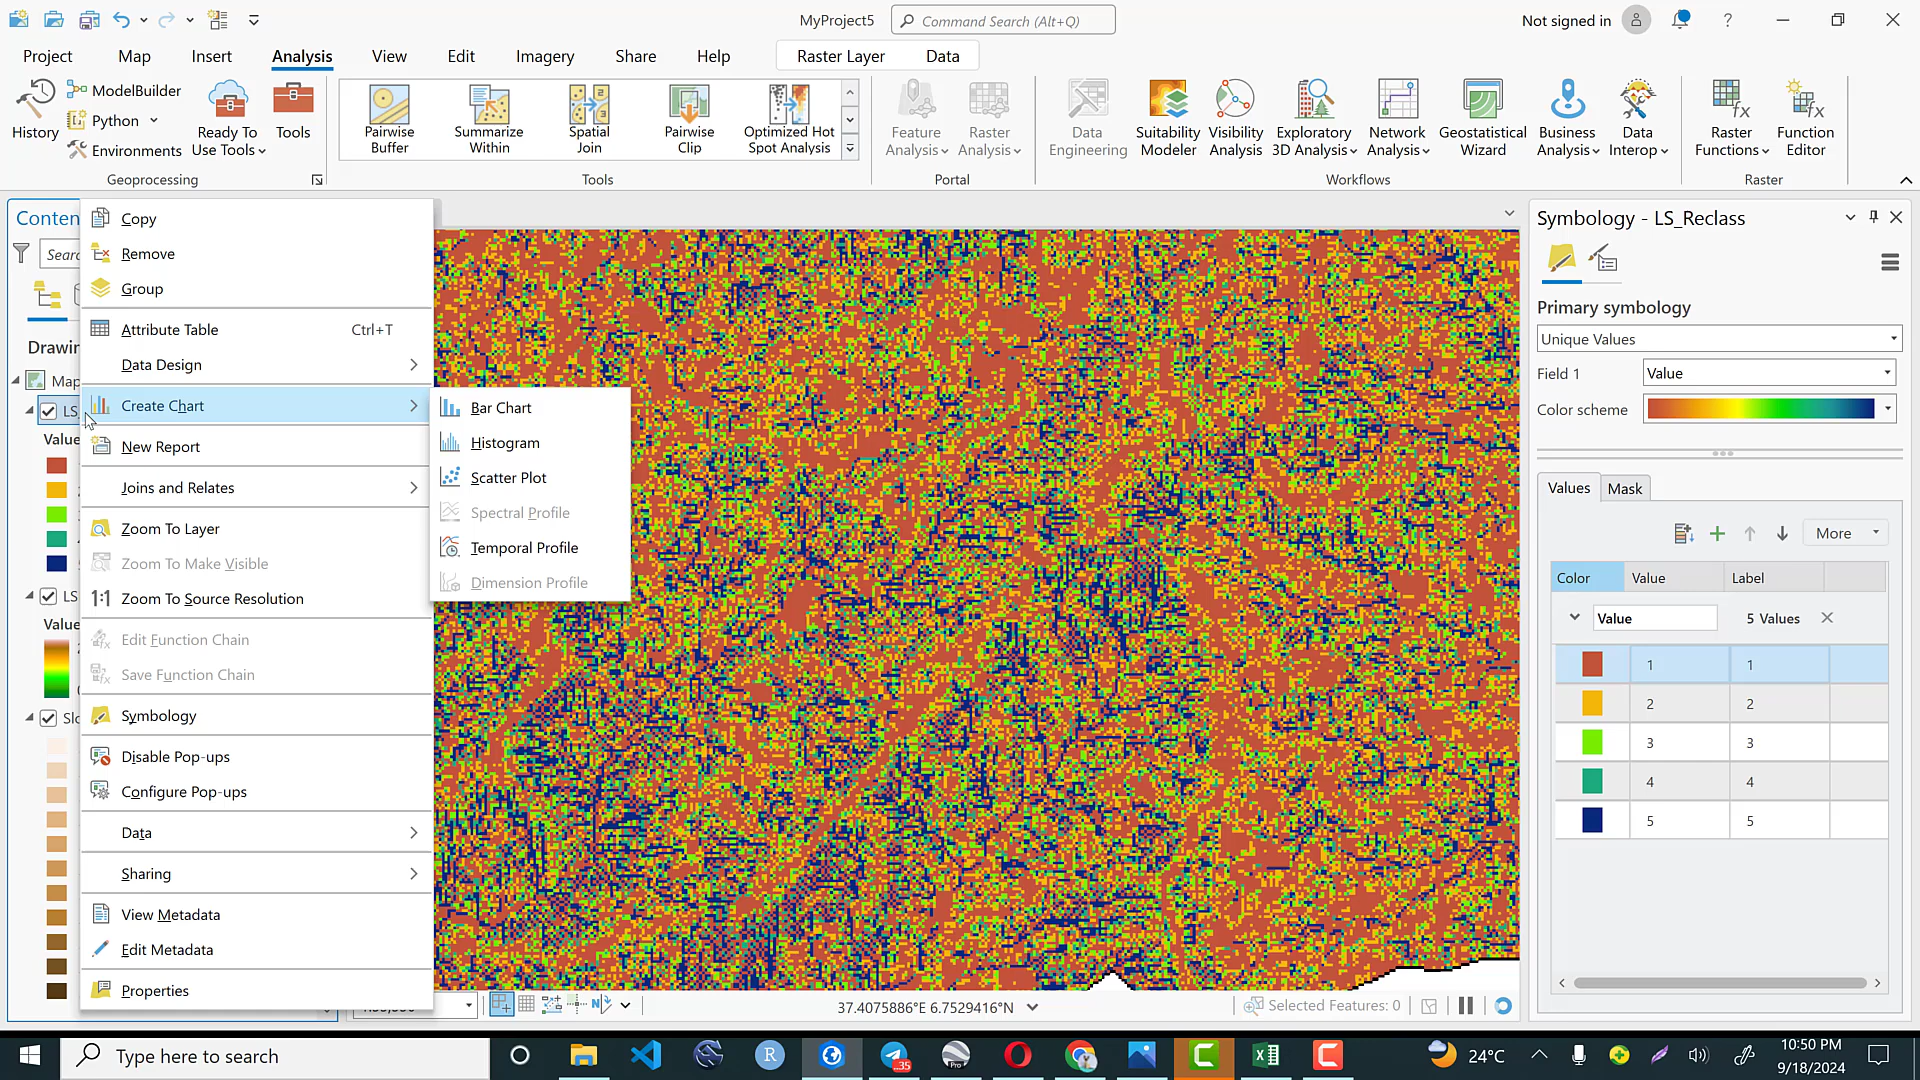 MyProject5
Command Search (Alt+Q)
Not signed in
?
Project
Map
Insert
Analysis
View
Edit
Imagery
Share
Help
Raster Layer
Data
History
ModelBuilder
Python
Environments
Ready To
Use Tools
Tools
Geoprocessing
Pairwise
Buffer
Summarize
Within
Spatial
Join
Pairwise
Clip
Optimized Hot
Spot Analysis
Tools
Feature
Analysis
Raster
Analysis
Portal
Data
Engineering
Suitability
Modeler
Visibility
Analysis
Exploratory
3D Analysis
Network
Analysis
Geostatistical
Wizard
Business
Analysis
Data
Interop
Workflows
Raster
Functions
Function
Editor
Raster
Conten
Sear
Drawin
Map
LS_
Value
LS
Value
Slo
Copy
Remove
Group
Attribute Table Ctrl+T
Data Design
Create Chart
New Report
Joins and Relates
Zoom To Layer
Zoom To Make Visible
1:1 Zoom To Source Resolution
Edit Function Chain
Save Function Chain
Symbology
Disable Pop-ups
Configure Pop-ups
Data
Sharing
View Metadata
Edit Metadata
Properties
Bar Chart
Histogram
Scatter Plot
Spectral Profile
Temporal Profile
Dimension Profile
37.4075886°E 6.7529416°N
Selected Features: 0
Symbology - LS_Reclass
Primary symbology
Unique Values
Field 1 Value
Color scheme
Values Mask
More
Color Value Label
Value 5 Values
1 1
2 2
3 3
4 4
5 5
Type here to search
R
..35
Pro
24°C
10:50 PM
9/18/2024